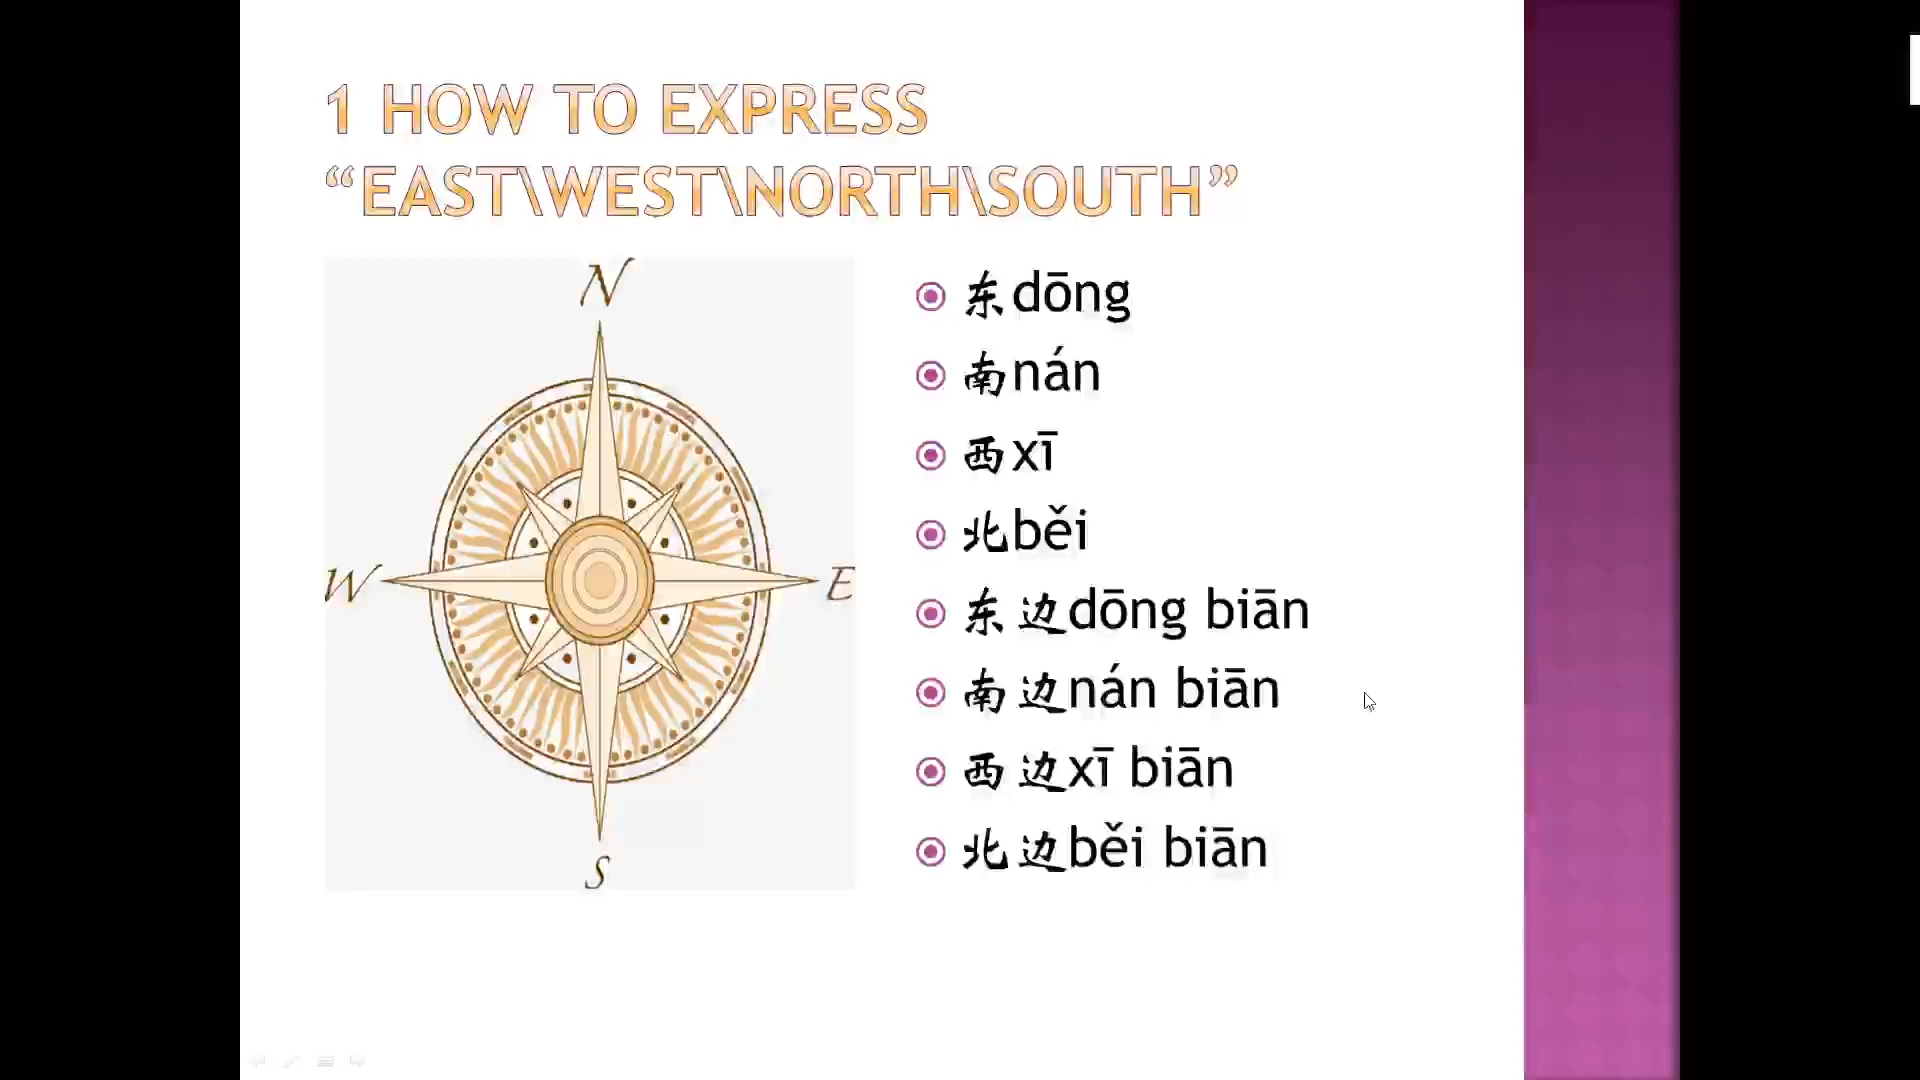 1 HOW TO EXPRESS
“EAST\WEST\NORTH\SOUTH”
N
W
E
S
东dōng
南nán
西xī
北běi
东边dōng biān
南边nán biān
西边xī biān
北边běi biān